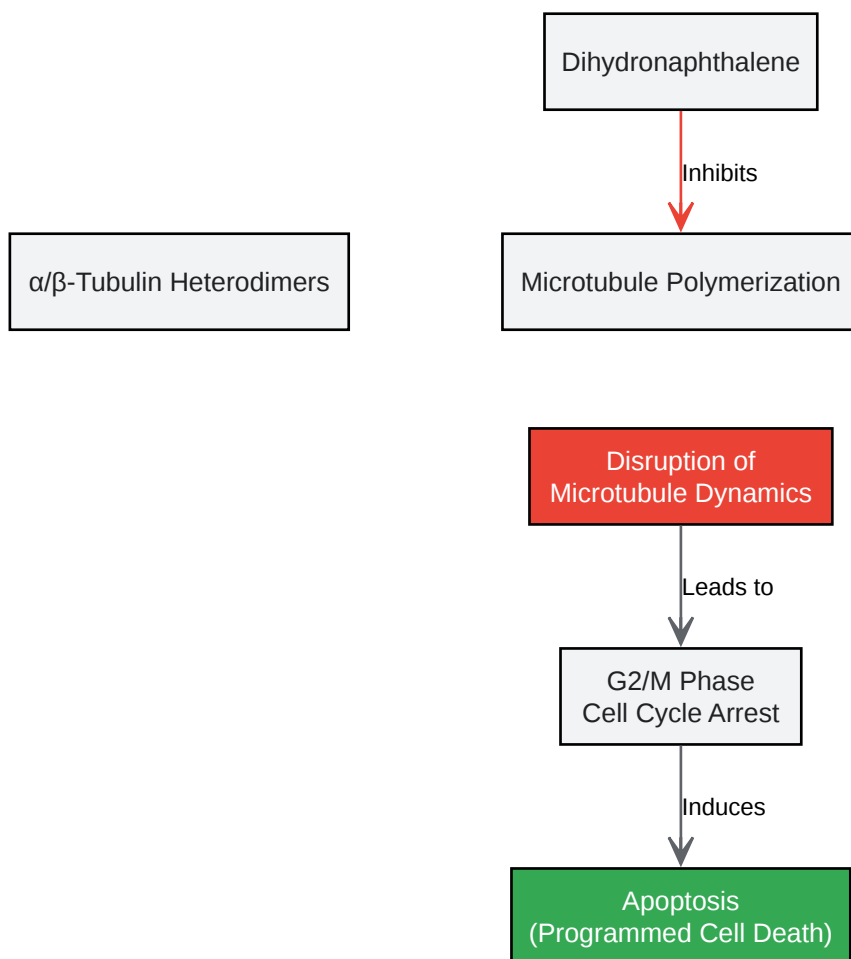 Dihydronaphthalene
Inhibits
α/β-Tubulin Heterodimers
Microtubule Polymerization
Disruption of
Microtubule Dynamics
Leads to
G2/M Phase
Cell Cycle Arrest
Induces
Apoptosis
(Programmed Cell Death)